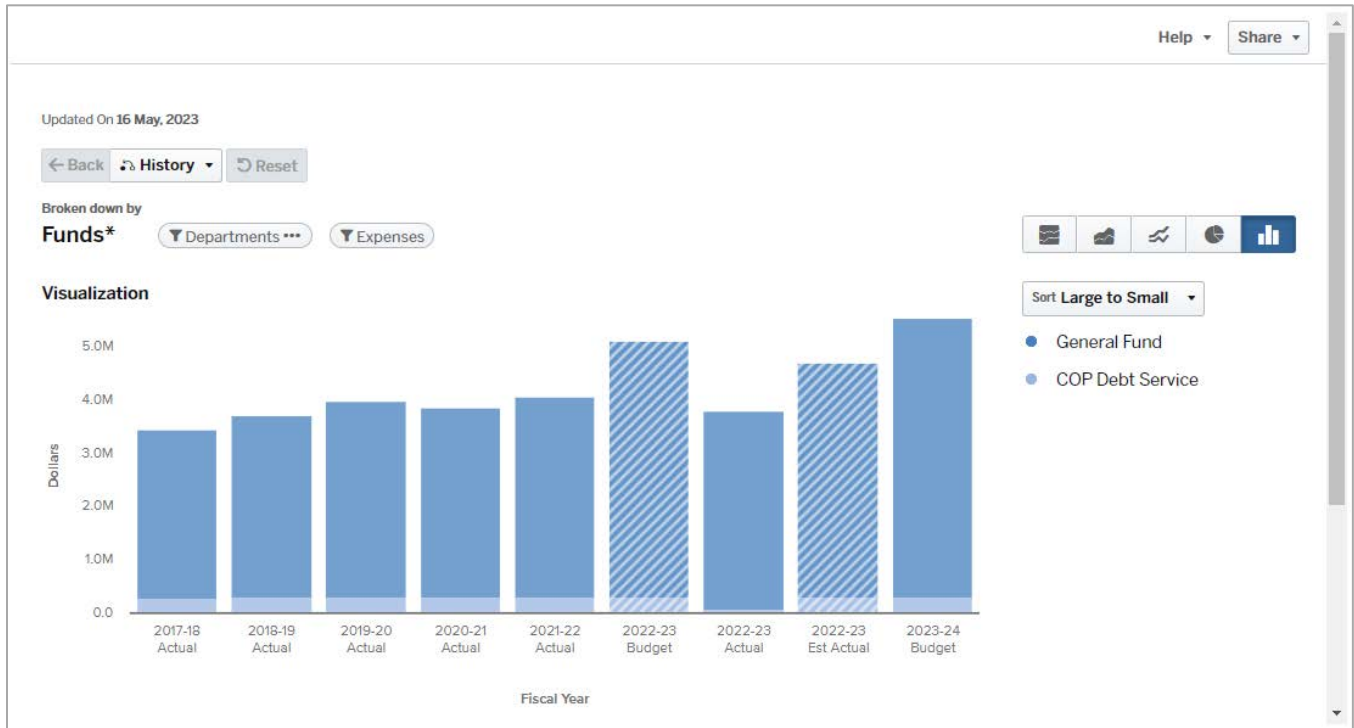 Help
Share
Updated On 16 May, 2023
Back
History
Reset
Broken down by
Funds*
Departments •••
Expenses
Visualization
Sort Large to Small
General Fund
COP Debt Service
Dollars
5.0M
4.0M
3.0M
2.0M
1.0M
0.0
2017-18
Actual
2018-19
Actual
2019-20
Actual
2020-21
Actual
2021-22
Actual
2022-23
Budget
2022-23
Actual
2022-23
Est Actual
2023-24
Budget
Fiscal Year